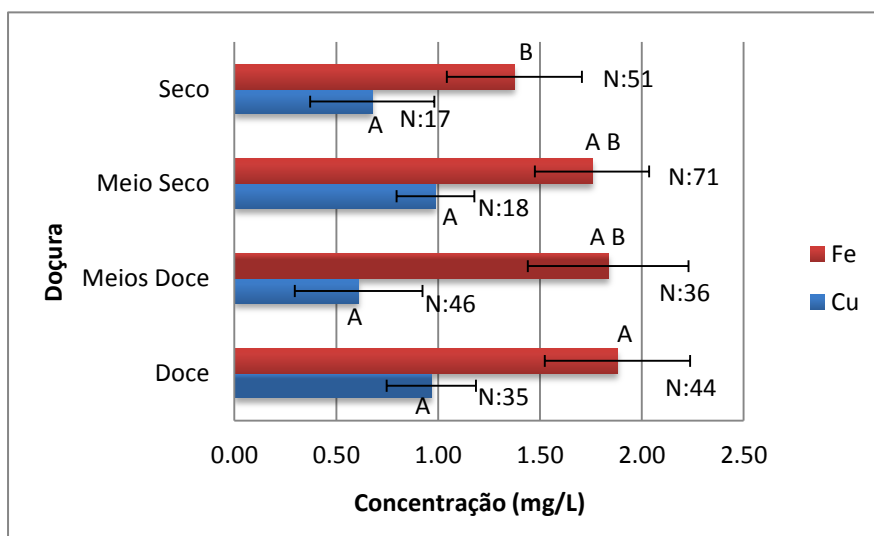 B
Seco
N:51
A
N:17
A B
Meio Seco
N:71
A
N:18
A B
Meios Doce
N:36
A
N:46
A
Doce
N:44
A
N:35
Doçura
Fe
Cu
0.00 0.50 1.00 1.50 2.00 2.50
Concentração (mg/L)